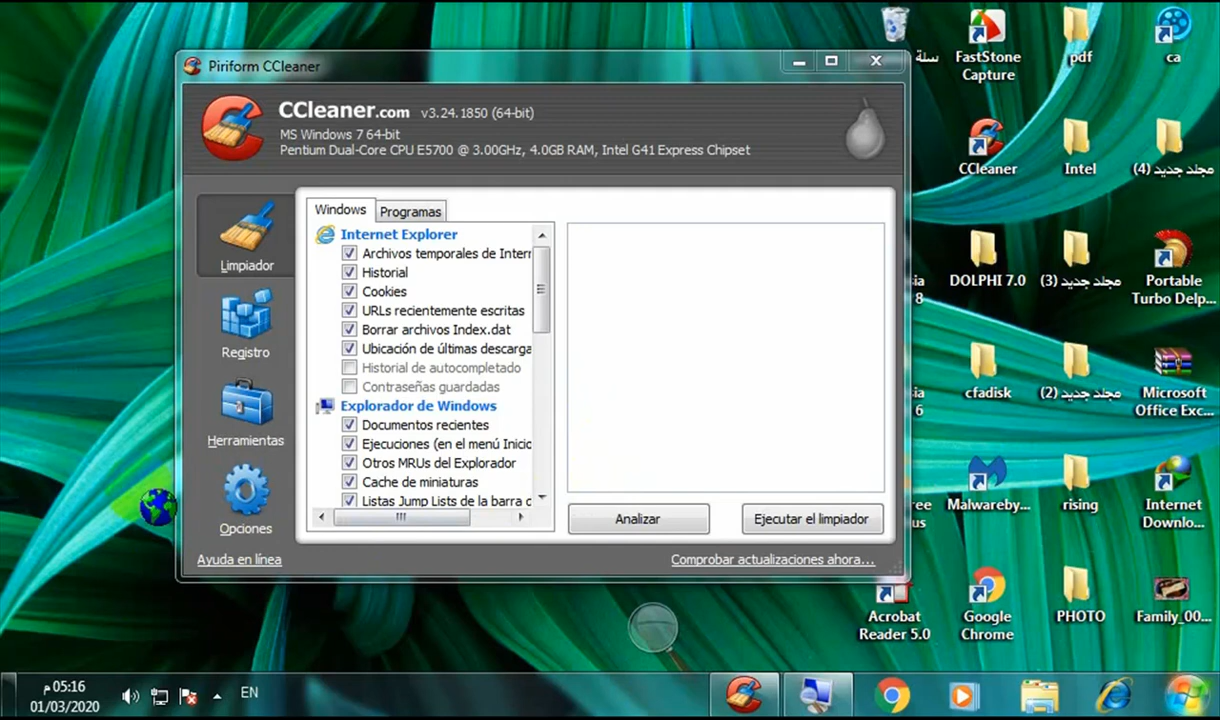 Piriform CCleaner
CCleaner.com v3.24.1850 (64-bit)
MS Windows 7 64-bit
Pentium Dual-Core CPU E5700 @ 3.00GHz, 4.0GB RAM, Intel G41 Express Chipset
Limpiador
Registro
Herramientas
Opciones
Windows
Programas
Internet Explorer
Archivos temporales de Intern
Historial
Cookies
URLs recientemente escritas
Borrar archivos Index.dat
Ubicación de últimas descarga
Historial de autocompletado
Contraseñas guardadas
Explorador de Windows
Documentos recientes
Ejecuciones (en el menú Inicio
Otros MRUs del Explorador
Cache de miniaturas
Listas Jump Lists de la barra d
Analizar
Ejecutar el limpiador
Ayuda en línea
Comprobar actualizaciones ahora...
سلة
FastStone
Capture
pdf
ca
CCleaner
Intel
مجلد جديد (4)
DOLPHI 7.0
مجلد جديد (3)
Portable
Turbo Delp...
8
cfadisk
مجلد جديد (2)
Microsoft
Office Exc...
6
Malwareby...
rising
Internet
Downlo...
Acrobat
Reader 5.0
Google
Chrome
PHOTO
Family_00...
05:16 م
01/03/2020
EN